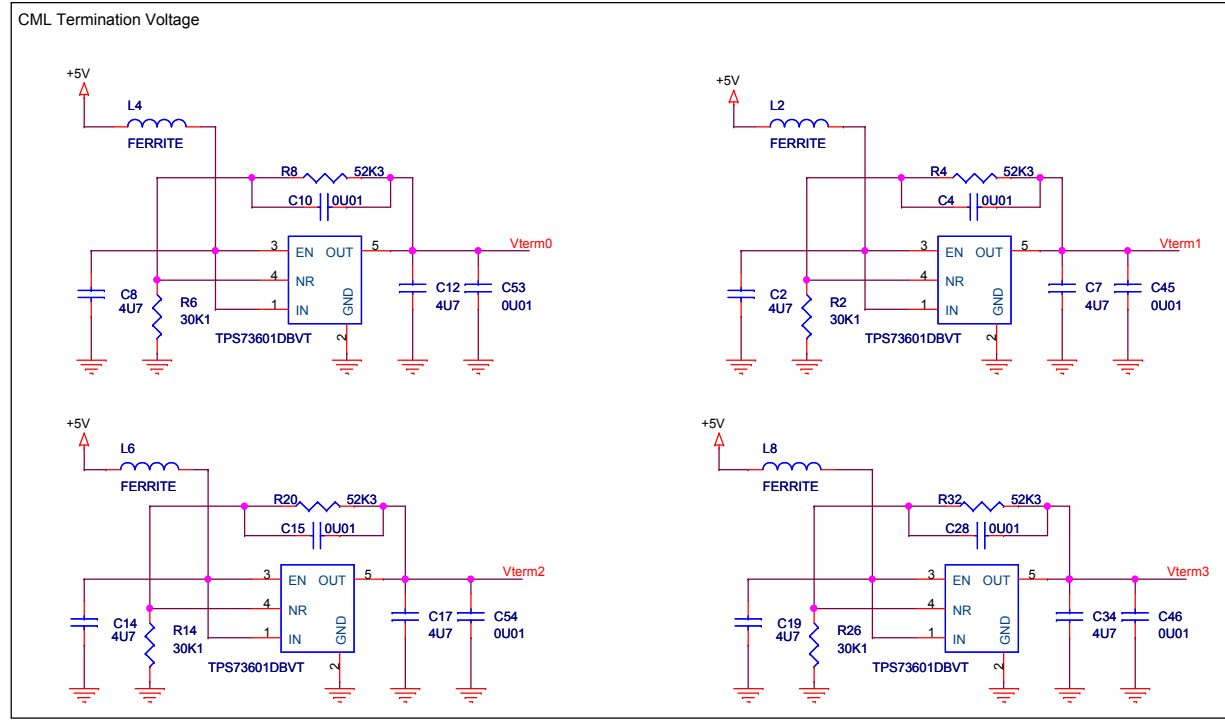 CML Termination Voltage
+5V
L4
FERRITE
R8 52K3
C10 0U01
3 EN OUT 5
Vterm0
4 NR
1 IN
GND
2
C8
4U7
R6
30K1
C12
4U7
C53
0U01
TPS73601DBVT
+5V
L2
FERRITE
R4 52K3
C4 0U01
3 EN OUT 5
Vterm1
4 NR
1 IN
GND
2
C2
4U7
R2
30K1
C7
4U7
C45
0U01
TPS73601DBVT
+5V
L6
FERRITE
R20 52K3
C15 0U01
3 EN OUT 5
Vterm2
4 NR
1 IN
GND
2
C14
4U7
R14
30K1
C17
4U7
C54
0U01
TPS73601DBVT
+5V
L8
FERRITE
R32 52K3
C28 0U01
3 EN OUT 5
Vterm3
4 NR
1 IN
GND
2
C19
4U7
R26
30K1
C34
4U7
C46
0U01
TPS73601DBVT